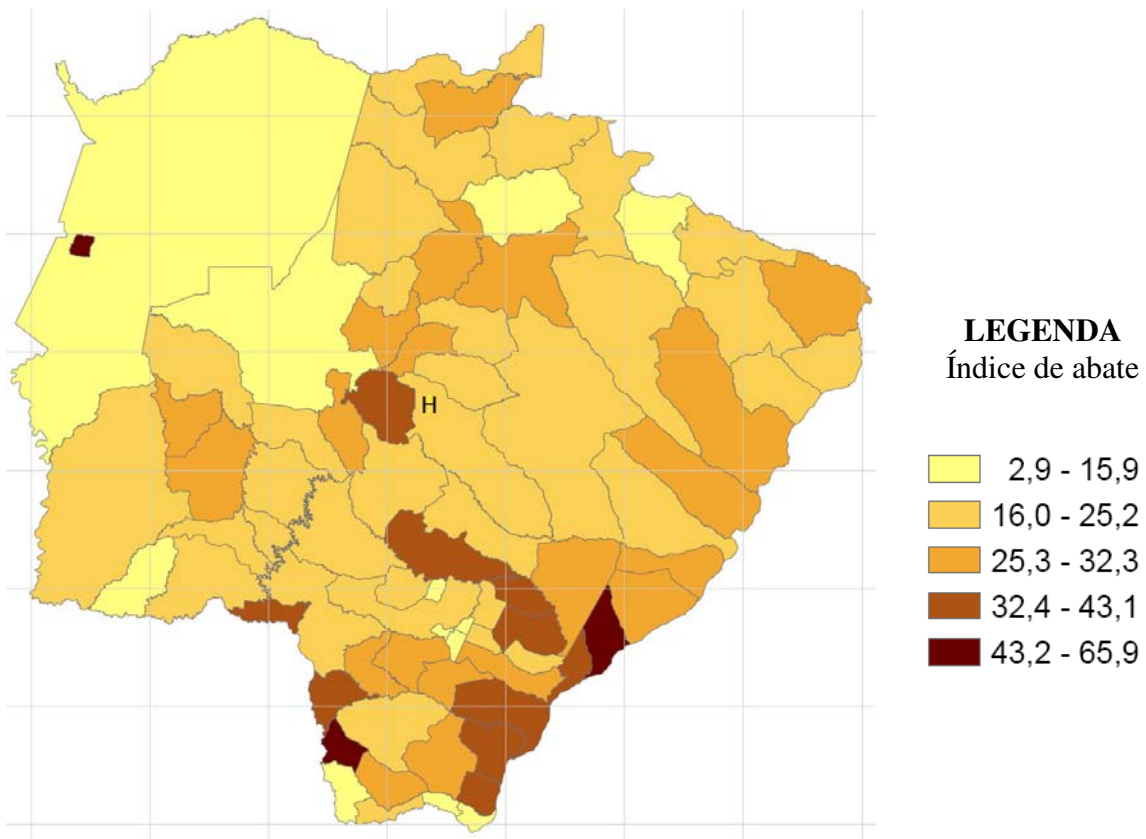 H
LEGENDA
Índice de abate
2,9 - 15,9
16,0 - 25,2
25,3 - 32,3
32,4 - 43,1
43,2 - 65,9